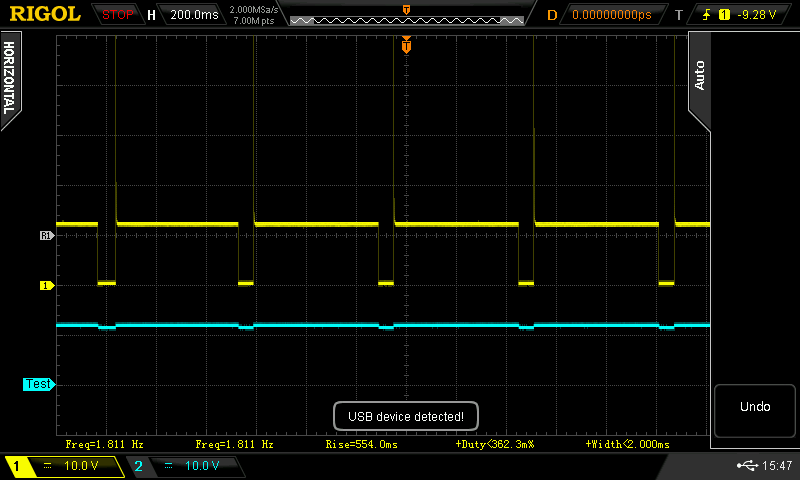 RIGOL STOP H 200.0ms 2.000MSa/s 7.00M pts T D 0.00000000ps T 1 -9.28 V
HORIZONTAL
T
Auto
R1
1
Test
USB device detected!
Undo
Freq=1.811 Hz Freq=1.811 Hz Rise=554.0ms +Duty<362.3m% +Width<2.000ms
1 10.0 V 2 10.0 V 15:47